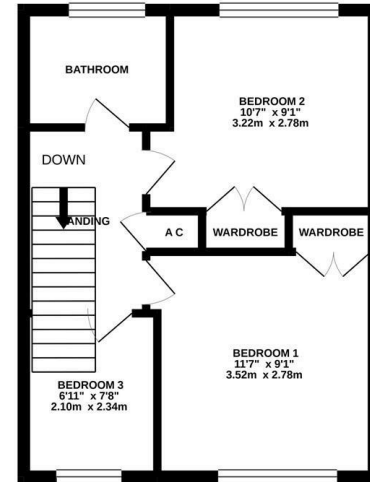 BATHROOM
BEDROOM 2
10'7" x 9'1"
3.22m x 2.78m
DOWN
LANDING
A C
WARDROBE
WARDROBE
BEDROOM 1
11'7" x 9'1"
3.52m x 2.78m
BEDROOM 3
6'11" x 7'8"
2.10m x 2.34m